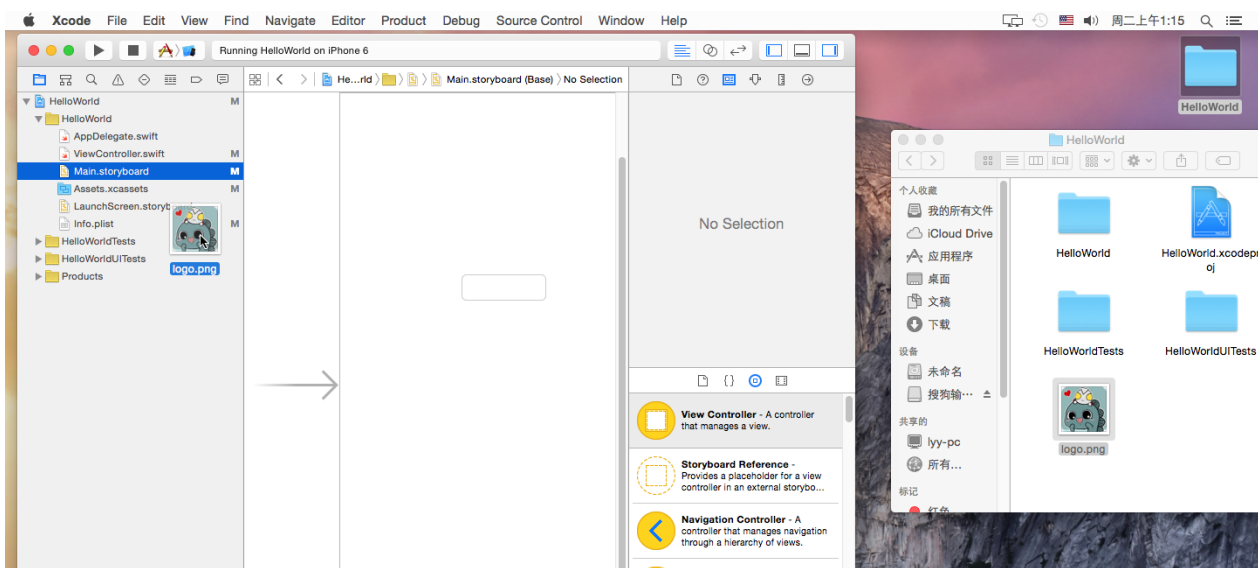 Xcode File Edit View Find Navigate Editor Product Debug Source Control Window Help
周二上午1:15
Running HelloWorld on iPhone 6
He...rld Main.storyboard (Base) No Selection
HelloWorld M
HelloWorld
AppDelegate.swift
ViewController.swift M
Main.storyboard M
Assets.xcassets M
LaunchScreen.storyb
Info.plist M
HelloWorldTests
HelloWorldUITests
Products
logo.png
No Selection
View Controller - A controller
that manages a view.
Storyboard Reference -
Provides a placeholder for a view
controller in an external storybo...
Navigation Controller - A
controller that manages navigation
through a hierarchy of views.
HelloWorld
HelloWorld
个人收藏
我的所有文件
iCloud Drive
应用程序
桌面
文稿
下载
设备
未命名
搜狗输…
共享的
lyy-pc
所有...
标记
红色
HelloWorld
HelloWorld.xcodepr
oj
HelloWorldTests
HelloWorldUITests
logo.png